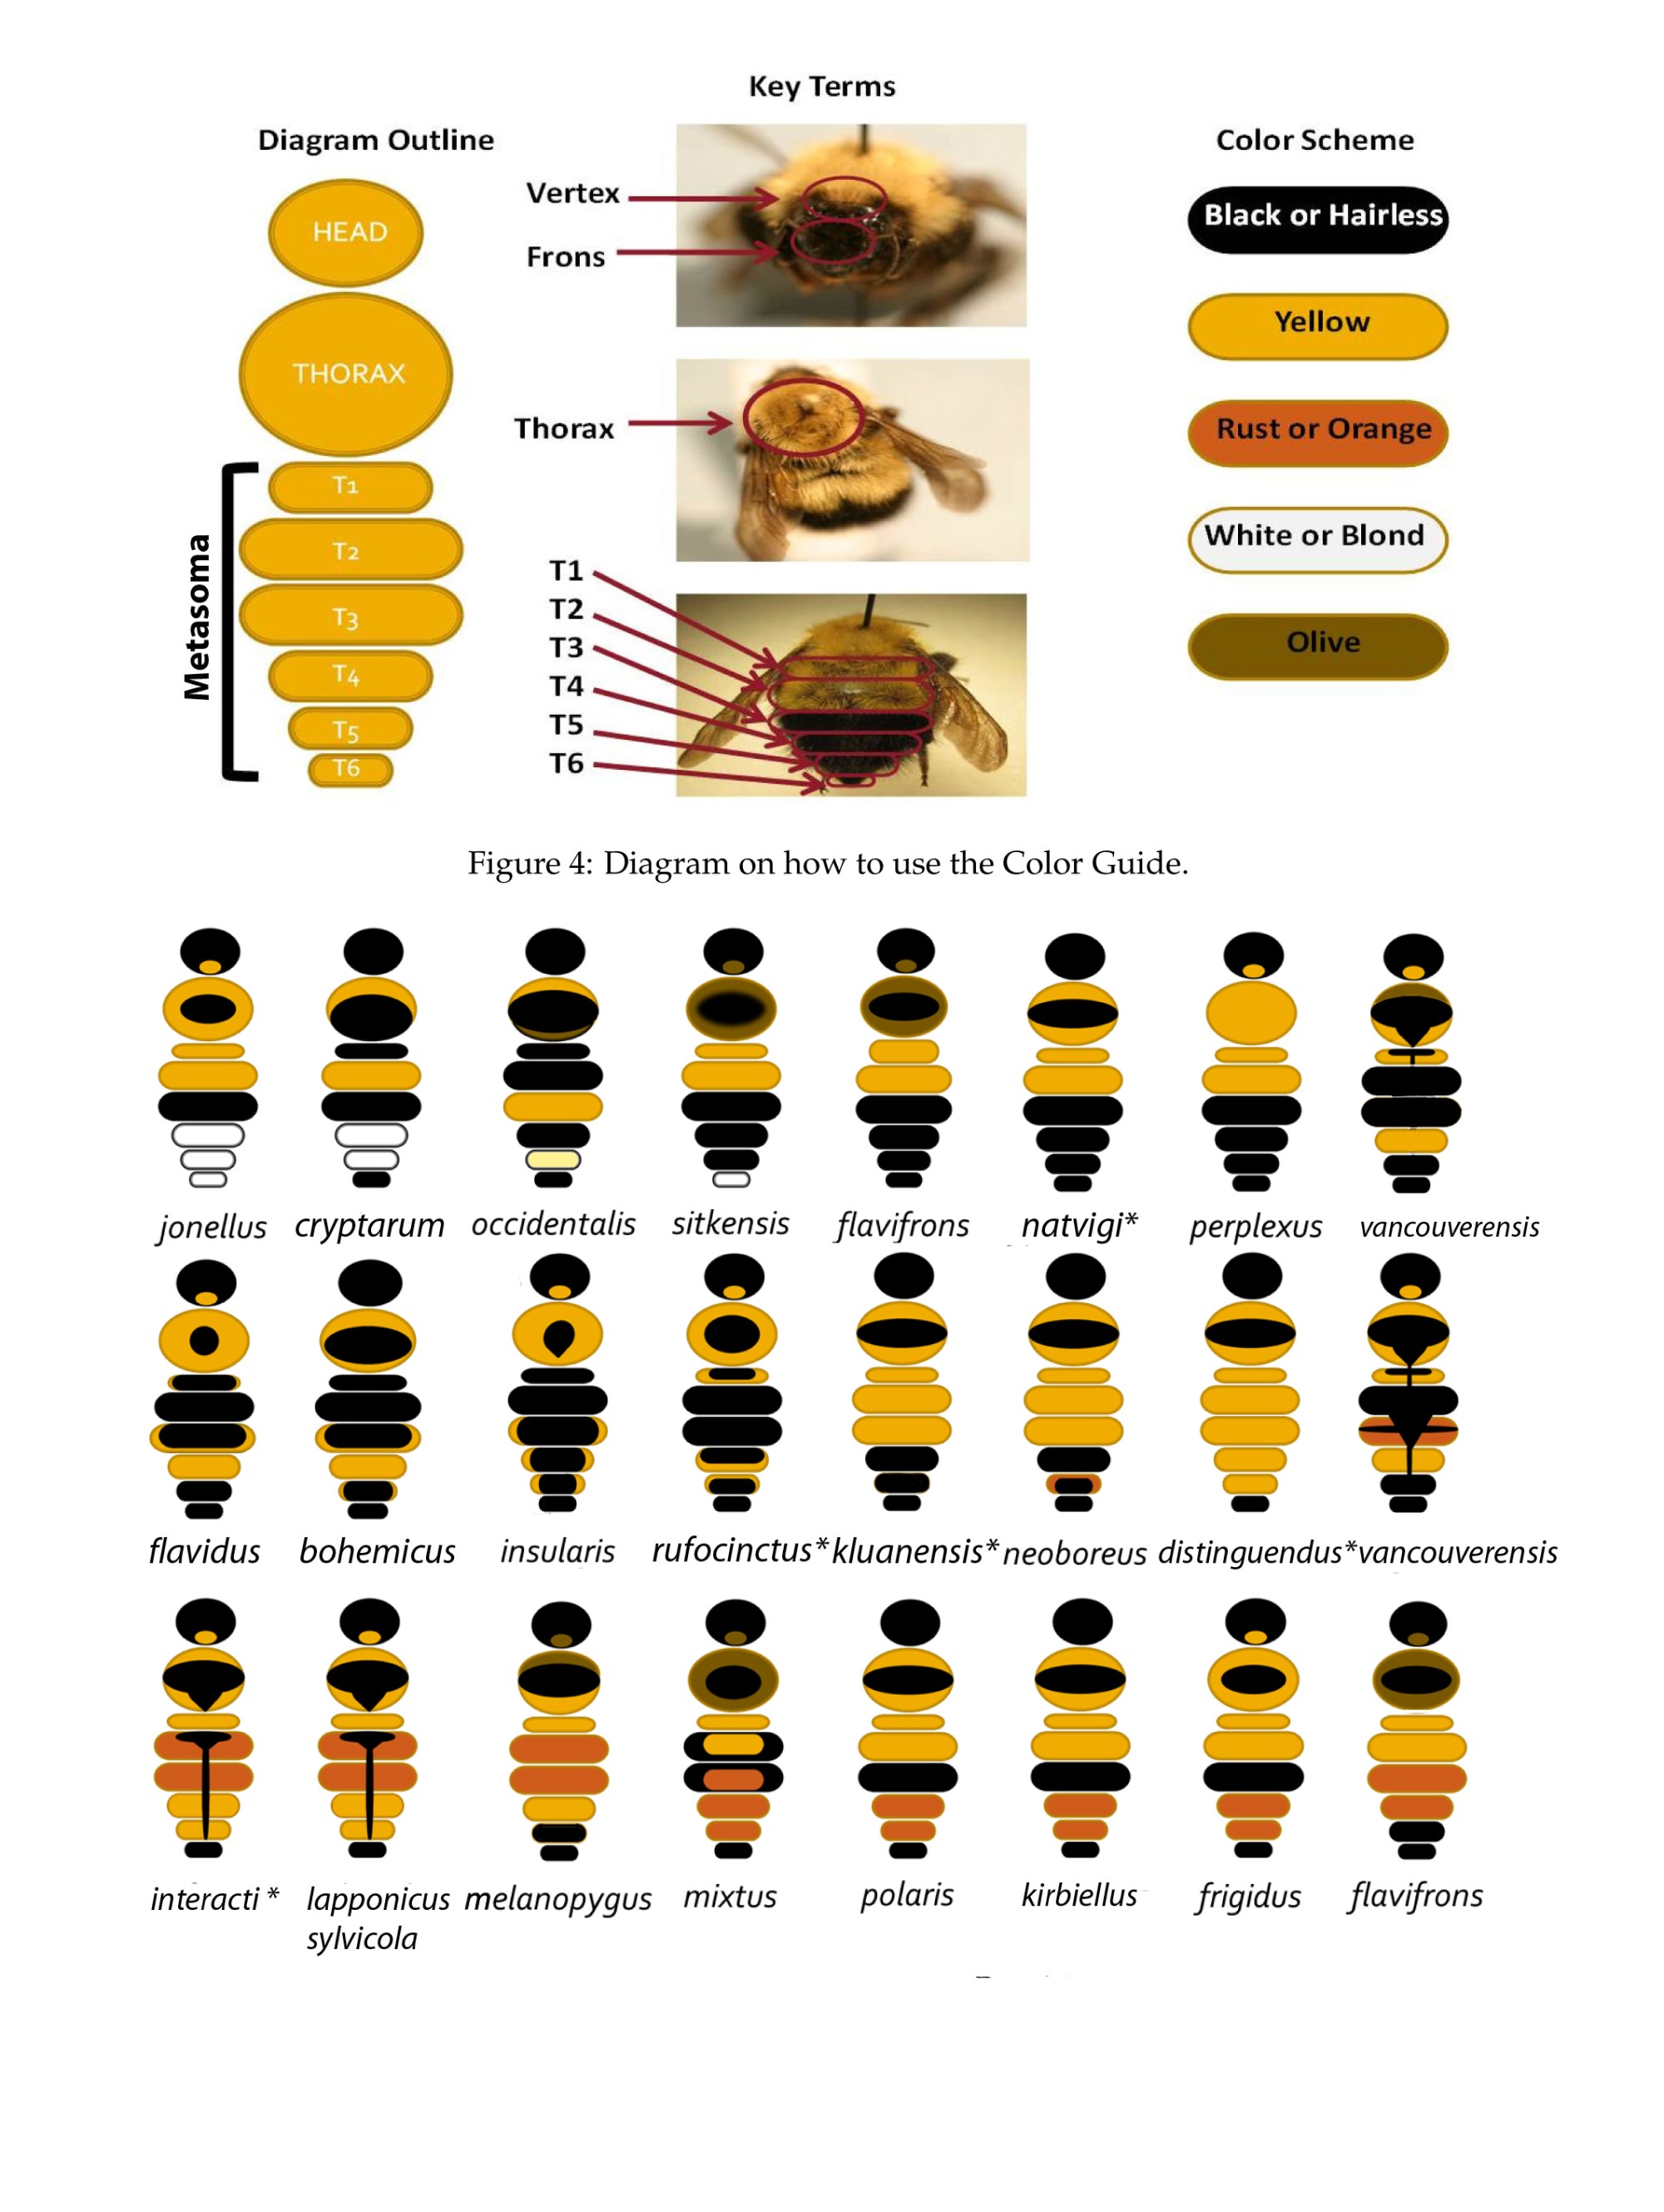 Key Terms
Diagram Outline
Color Scheme
HEAD
THORAX
T1
T2
T3
T4
T5
T6
Metasoma
Vertex
Frons
Thorax
T1
T2
T3
T4
T5
T6
Black or Hairless
Yellow
Rust or Orange
White or Blond
Olive
Figure 4: Diagram on how to use the Color Guide.
jonellus cryptarum occidentalis sitkensis flavifrons natvigi* perplexus vancouverensis
flavidus bohemicus insularis rufocinctus* kluanensis* neoboreus distinguendus* vancouverensis
interacti * lapponicus melanopygus mixtus polaris kirbiellus frigidus flavifrons
sylvicola